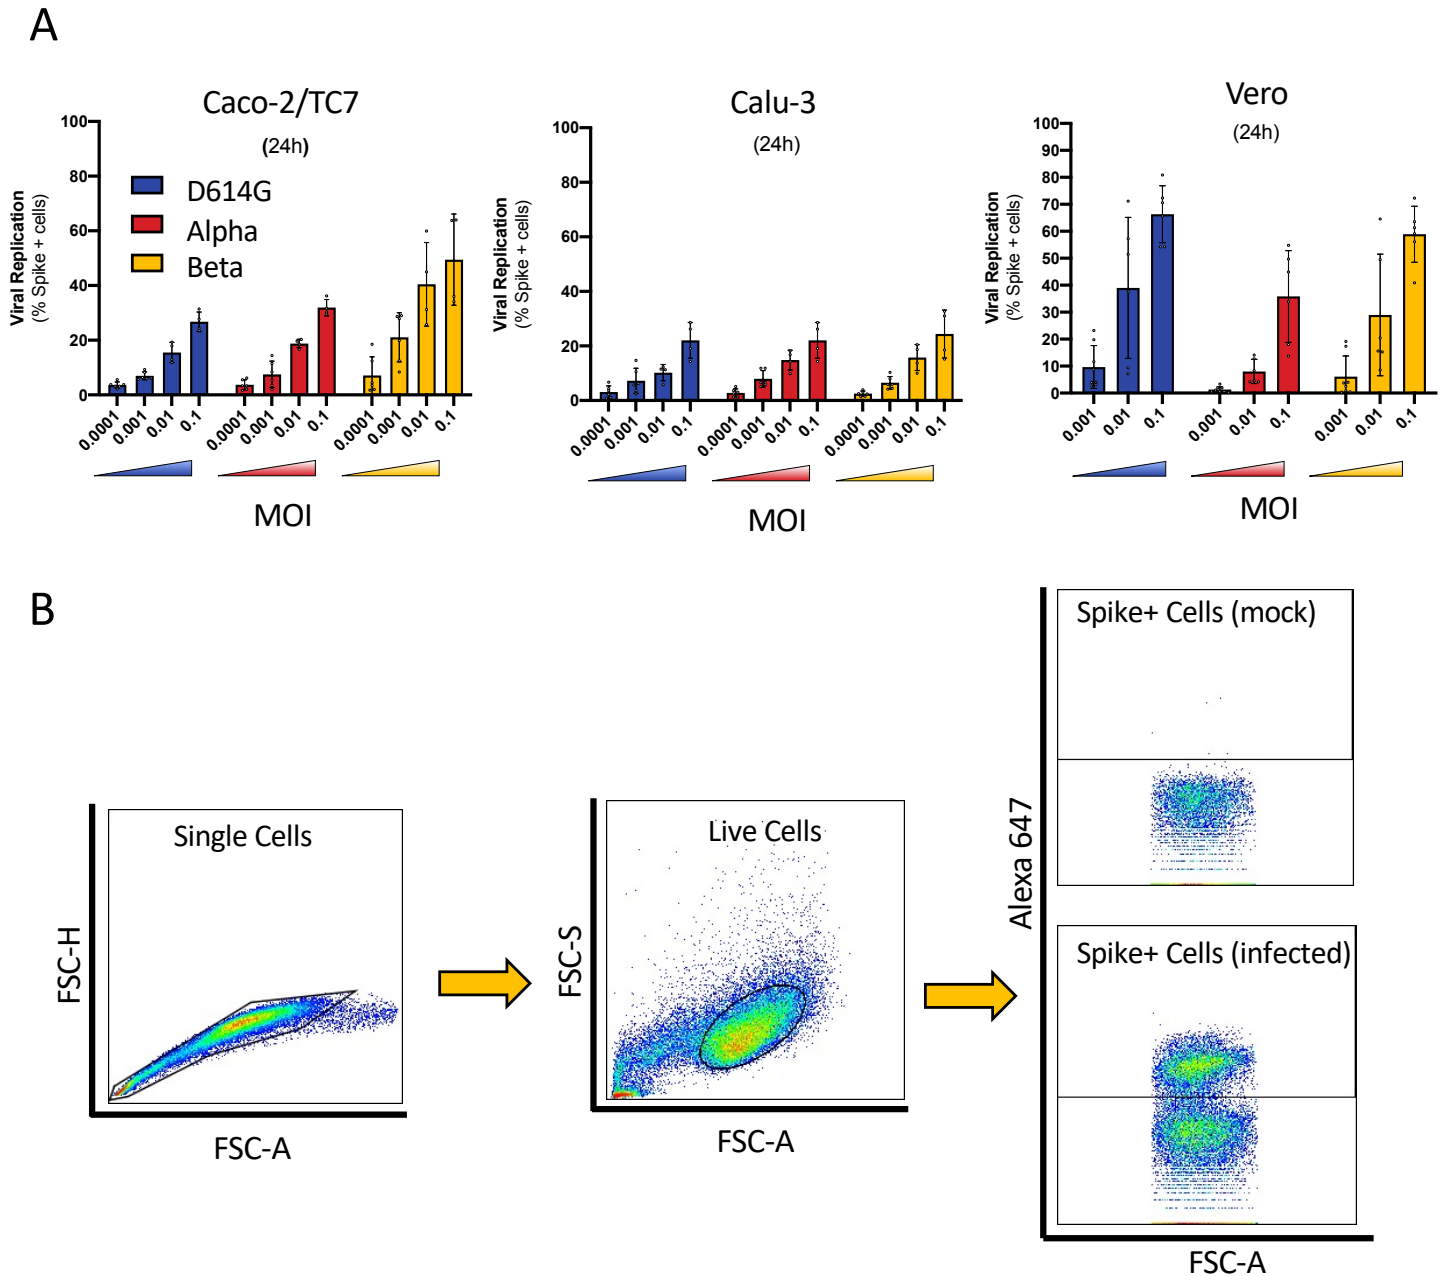 A
Caco-2/TC7
(24h)
Viral Replication
(% Spike + cells)
100
80
60
40
20
0
D614G
Alpha
Beta
0.0001
0.001
0.01
0.1
0.0001
0.001
0.01
0.1
0.0001
0.001
0.01
0.1
MOI
Calu-3
(24h)
Viral Replication
(% Spike + cells)
100
80
60
40
20
0
0.0001
0.001
0.01
0.1
0.0001
0.001
0.01
0.1
0.0001
0.001
0.01
0.1
MOI
Vero
(24h)
Viral Replication
(% Spike + cells)
100
90
80
70
60
50
40
30
20
10
0
0.001
0.01
0.1
0.001
0.01
0.1
0.001
0.01
0.1
MOI
B
Single Cells
FSC-H
FSC-A
Live Cells
FSC-S
FSC-A
Spike+ Cells (mock)
Alexa 647
Spike+ Cells (infected)
FSC-A